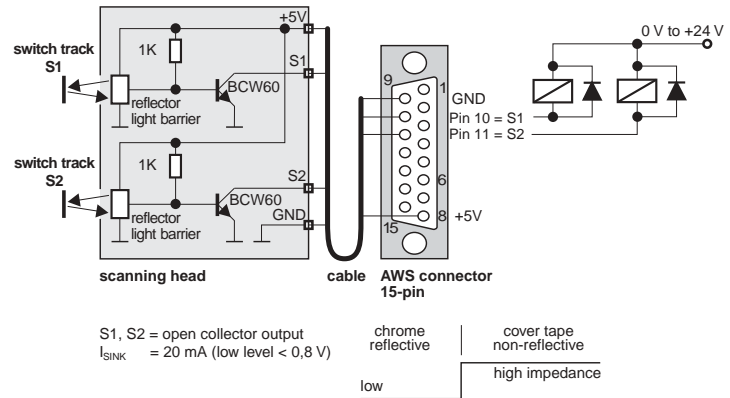 +5V
0 V to +24 V
switch track
S1
1K
S1
BCW60
reflector
light barrier
9
1
GND
Pin 10 = S1
Pin 11 = S2
switch track
S2
1K
S2
BCW60
GND
reflector
light barrier
6
15
8
+5V
scanning head
cable
AWS connector
15-pin
S1, S2 = open collector output
ISINK = 20 mA (low level < 0,8 V)
chrome
reflective
cover tape
non-reflective
high impedance
low